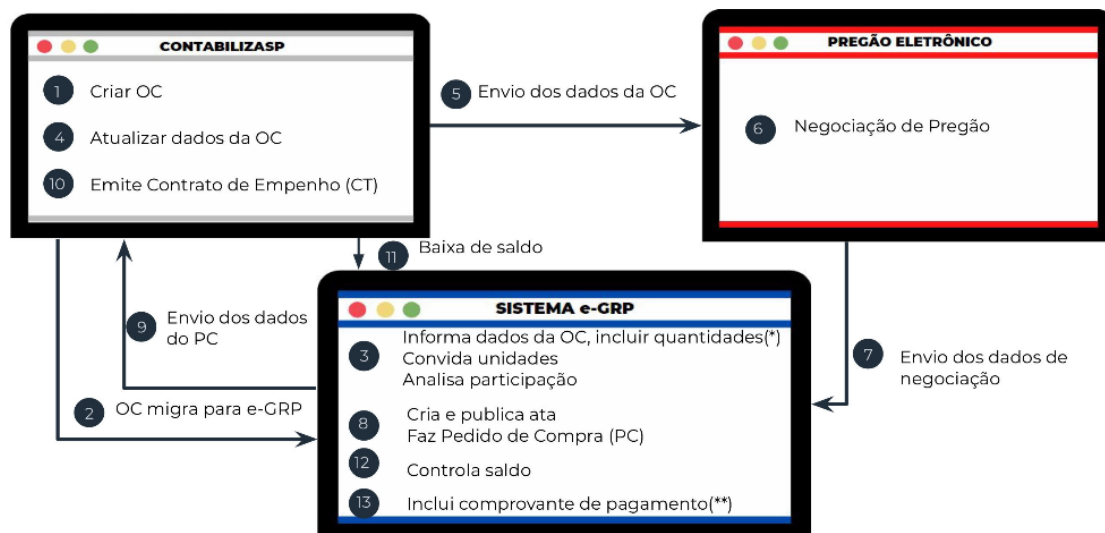 CONTABILIZASP
1 Criar OC
4 Atualizar dados da OC
10 Emite Contrato de Empenho (CT)
5 Envio dos dados da OC
PREGÃO ELETRÔNICO
6 Negociação de Pregão
11 Baixa de saldo
9 Envio dos dados
do PC
2 OC migra para e-GRP
SISTEMA e-GRP
3 Informa dados da OC, incluir quantidades(*)
Convida unidades
Analisa participação
8 Cria e publica ata
Faz Pedido de Compra (PC)
12 Controla saldo
13 Inclui comprovante de pagamento(**)
7 Envio dos dados de
negociação